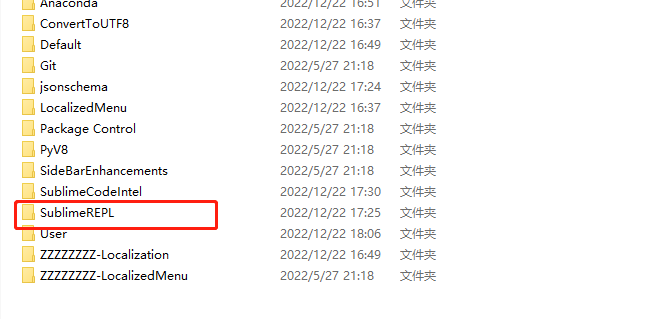 Anaconda 2022/12/22 16:51 文件夹
ConvertToUTF8 2022/12/22 16:37 文件夹
Default 2022/12/22 16:49 文件夹
Git 2022/5/27 21:18 文件夹
jsonschema 2022/12/22 17:24 文件夹
LocalizedMenu 2022/12/22 16:37 文件夹
Package Control 2022/5/27 21:18 文件夹
PyV8 2022/5/27 21:18 文件夹
SideBarEnhancements 2022/5/27 21:18 文件夹
SublimeCodeIntel 2022/12/22 17:30 文件夹
SublimeREPL 2022/12/22 17:25 文件夹
User 2022/12/22 18:06 文件夹
ZZZZZZZZ-Localization 2022/12/22 16:49 文件夹
ZZZZZZZZ-LocalizedMenu 2022/5/27 21:18 文件夹